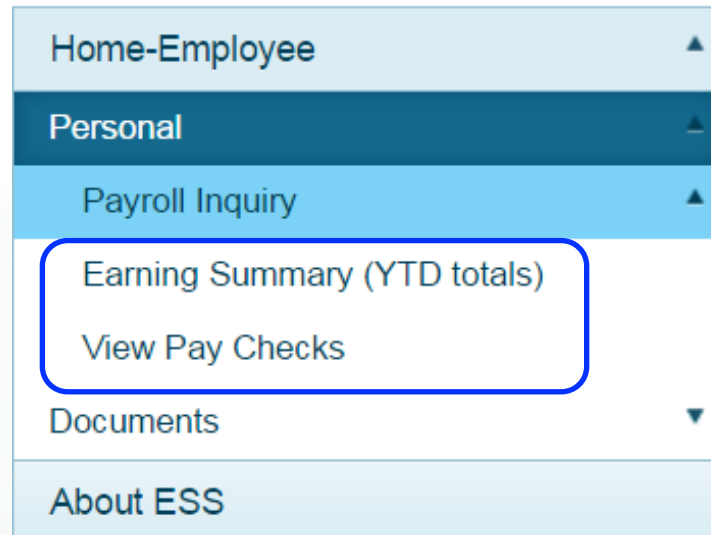 Home-Employee
Personal
Payroll Inquiry
Earning Summary (YTD totals)
View Pay Checks
Documents
About ESS